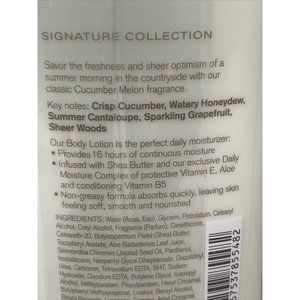 SIGNATURE COLLECTION
Savor the freshness and sheer optimism of a
summer morning in the countryside with our
classic Cucumber Melon fragrance.
Key notes: Crisp Cucumber, Watery Honeydew,
Summer Cantaloupe, Sparkling Grapefruit,
Sheer Woods
Our Body Lotion is the perfect daily moisturizer:
• Provides 16 hours of continuous moisture
• Infused with Shea Butter and our exclusive Daily
Moisture Complex of protective Vitamin E, Aloe
and conditioning Vitamin B5
• Non-greasy formula absorbs quickly, leaving skin
feeling soft, smooth and nourished
INGREDIENTS: Water (Aqua, Eau), Glycerin, Petrolatum, Cetearyl
Alcohol, Cetyl Alcohol, Fragrance (Parfum), Dimethicone,
Ceteareth-20, Butyrospermum Parkii (Shea) Butter,
Tocopheryl Acetate, Aloe Barbadensis Leaf Juice,
Simmondsia Chinensis (Jojoba) Seed Oil, Panthenol,
Isododecane, Neopentyl Glycol Diheptanoate, Diazolidinyl
Urea, Carbomer, Tetrasodium EDTA, BHT, Sodium
Hydroxide, Disodium EDTA, Butylene Glycol, Isopropyl
Alcohol, Methylparaben, Propylparaben, Hexyl Cinnamal,
Butylphenyl Methylpropional, Linalool, Benzyl Alcohol,
667537855482